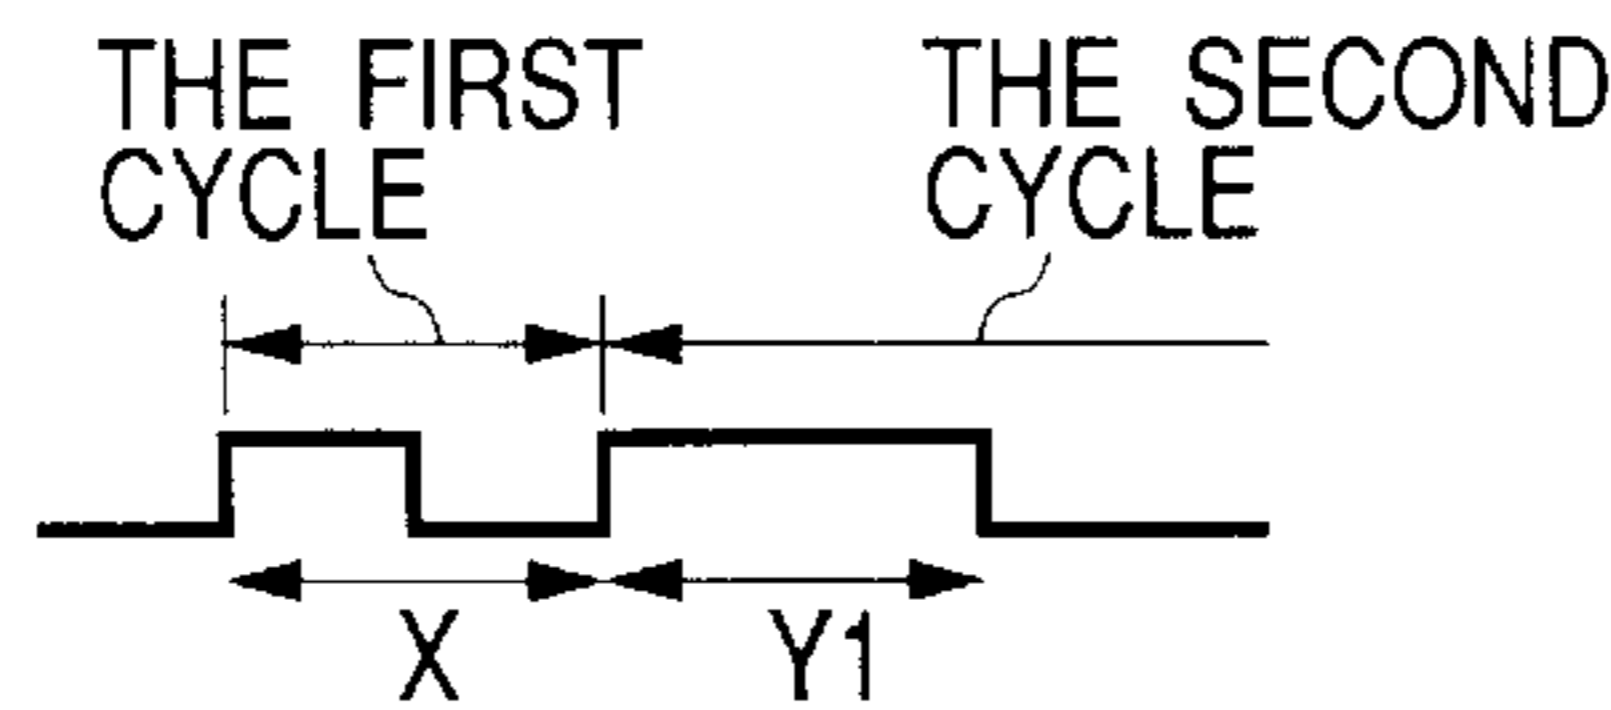 THE FIRST
CYCLE
THE SECOND
CYCLE
X
Y1